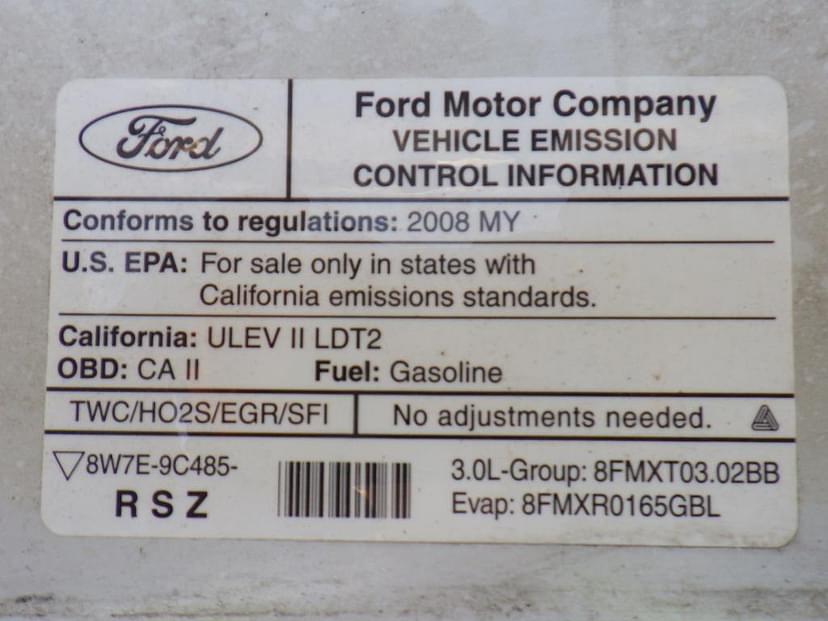 Ford
Ford Motor Company
VEHICLE EMISSION
CONTROL INFORMATION
Conforms to regulations: 2008 MY
U.S. EPA: For sale only in states with
California emissions standards.
California: ULEV II LDT2
OBD: CA II Fuel: Gasoline
TWC/HO2S/EGR/SFI No adjustments needed.
8W7E-9C485-
R S Z
3.0L-Group: 8FMXT03.02BB
Evap: 8FMXR0165GBL